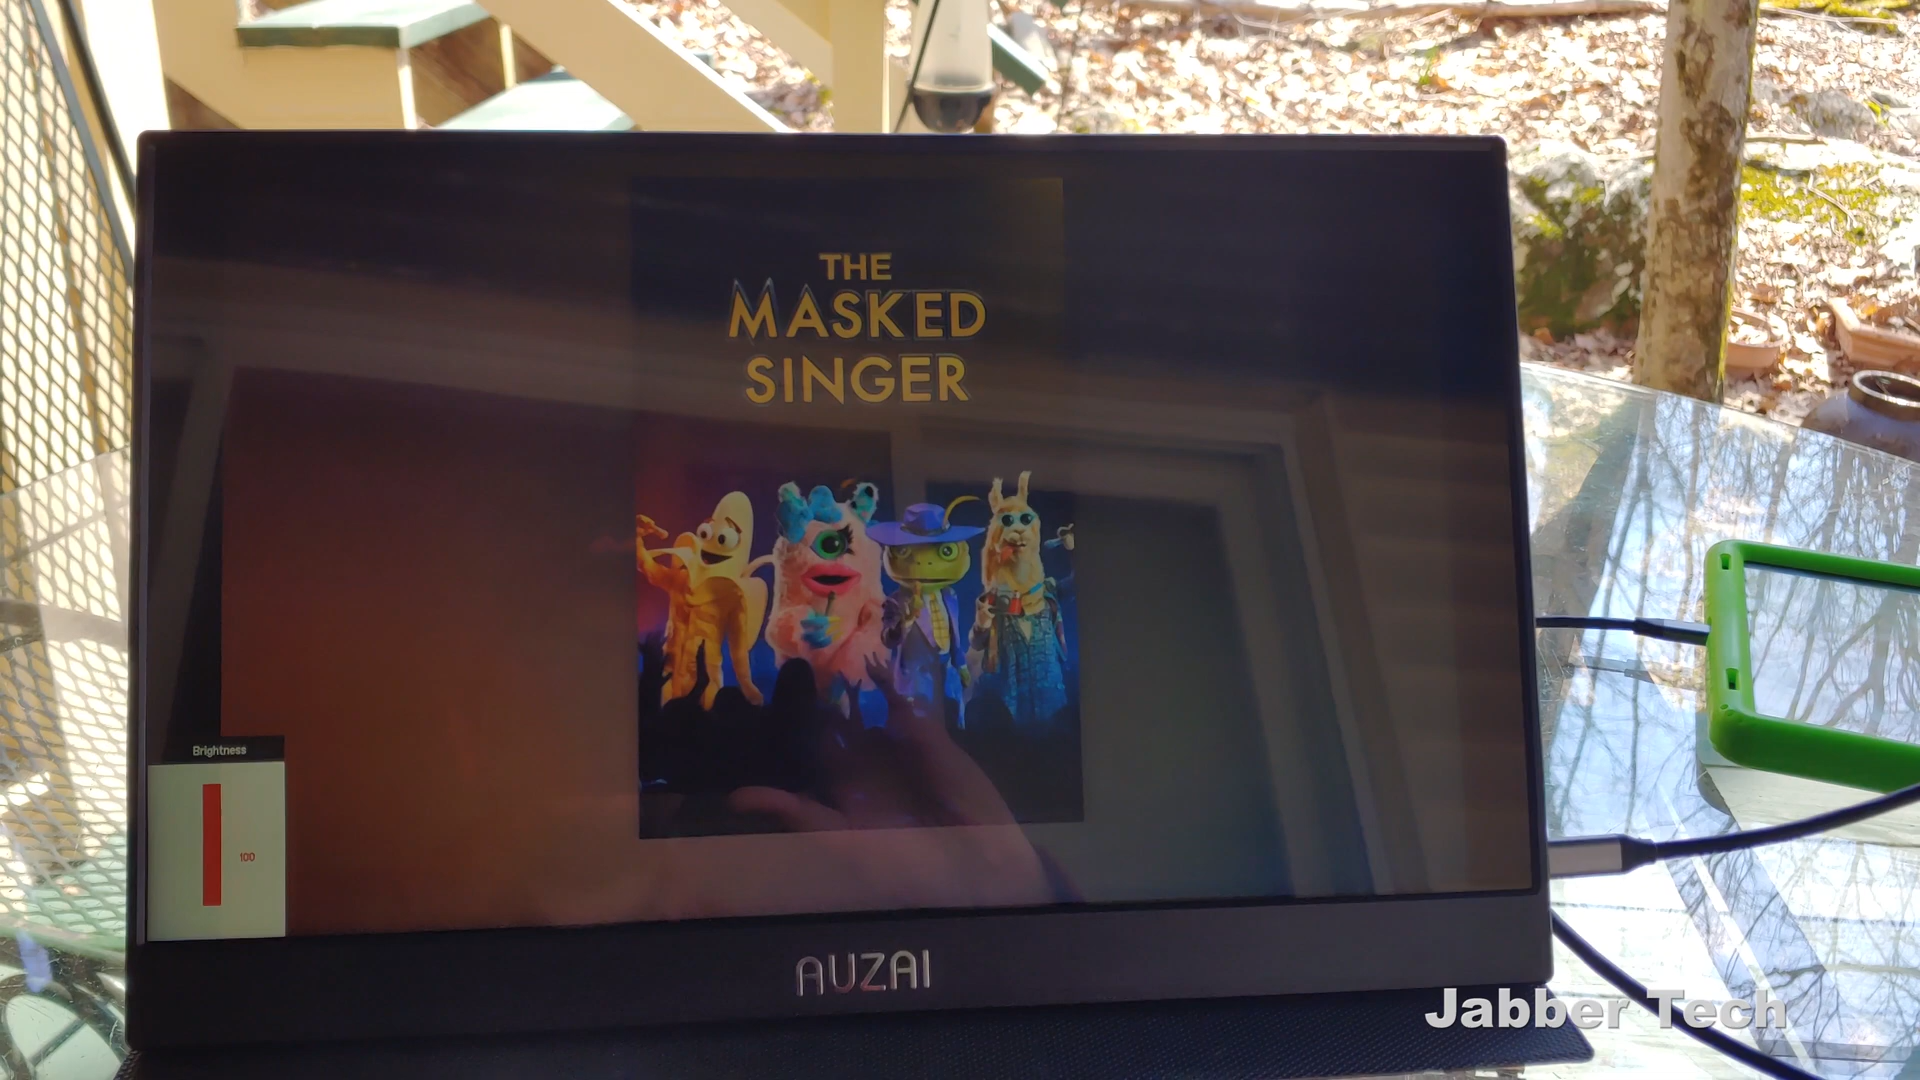 THE
MASKED
SINGER
Brightness
100
AUZAI
Jabber Tech